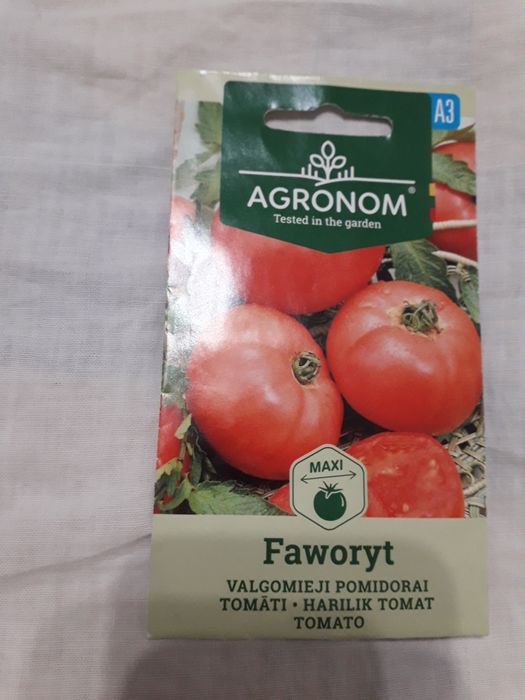 A3
AGRONOM®
Tested in the garden
MAXI
Faworyt
VALGOMIEJI POMIDORAI
TOMĀTI • HARILIK TOMAT
TOMATO